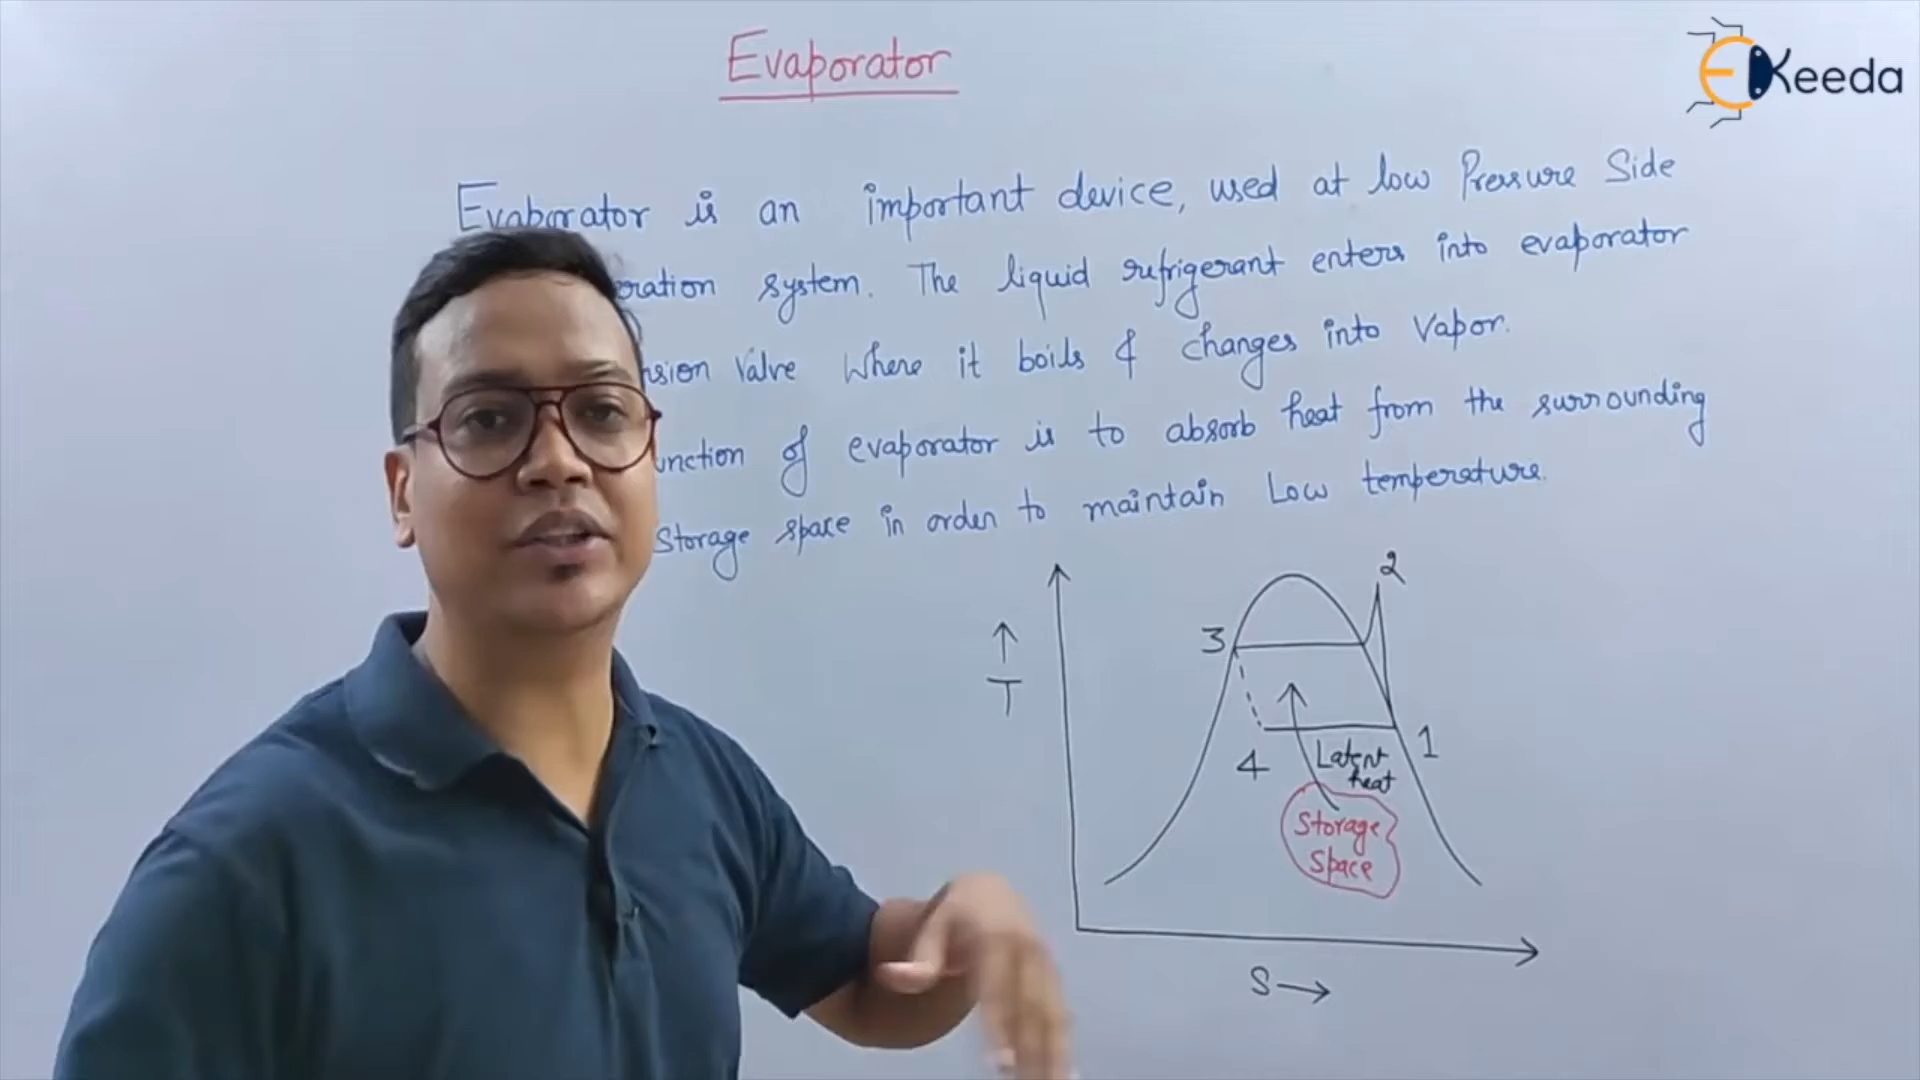 Evaporator
EKeeda
Evaporator is an important device, used at low Pressure Side
eration system. The liquid refrigerant enters into evaporator
nsion Valve Where it boils & changes into Vapor.
unction of evaporator is to absorb heat from the surrounding
Storage space in order to maintain Low temperature.
2
3
↑
T
4
1
Latent
heat
Storage
Space
S→